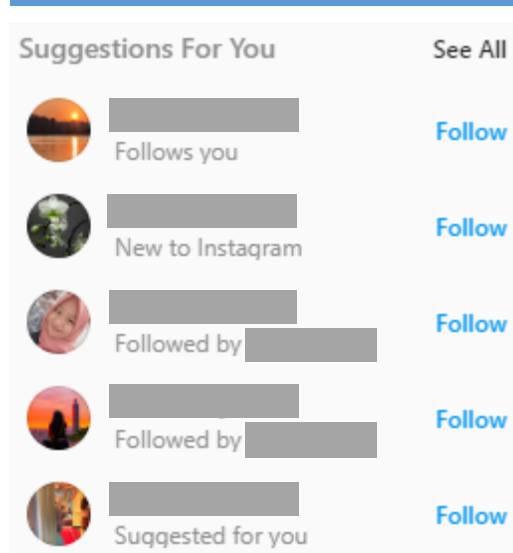 Suggestions For You See All
Follow
Follows you
Follow
New to Instagram
Follow
Followed by
Follow
Followed by
Follow
Suggested for you